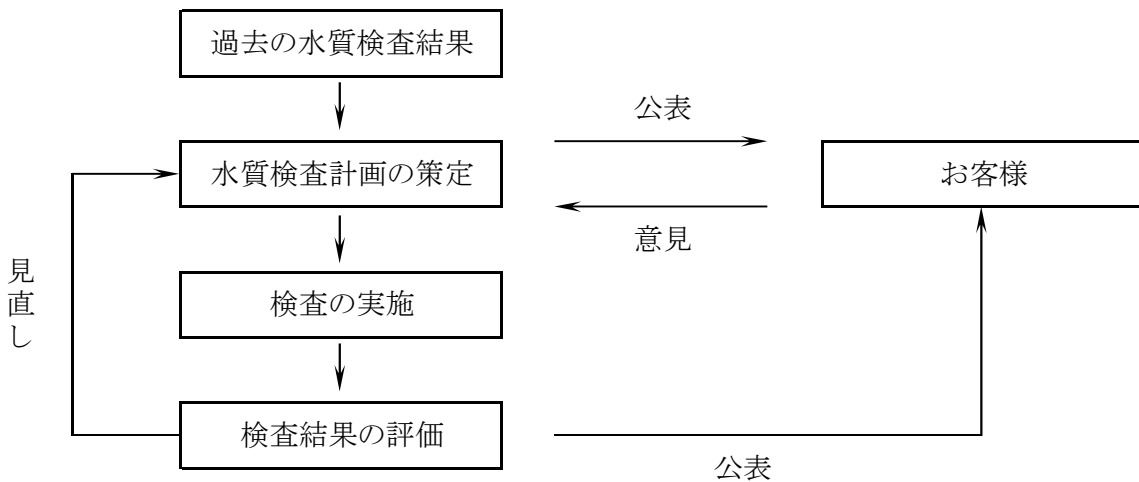 過去の水質検査結果
公表
水質検査計画の策定
お客様
意見
見直し
検査の実施
検査結果の評価
公表